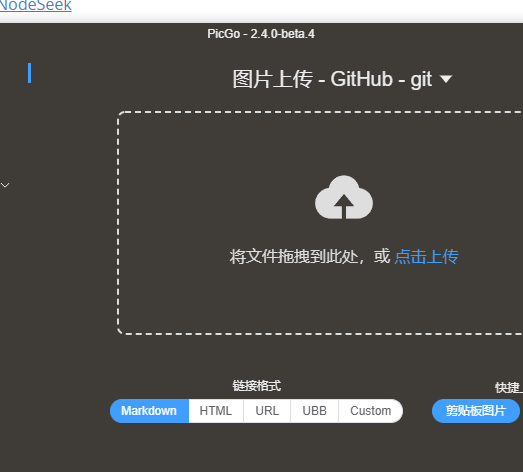 NodeSeek
PicGo - 2.4.0-beta.4
图片上传 - GitHub - git
将文件拖拽到此处，或 点击上传
链接格式
快捷
Markdown HTML URL UBB Custom
剪贴板图片